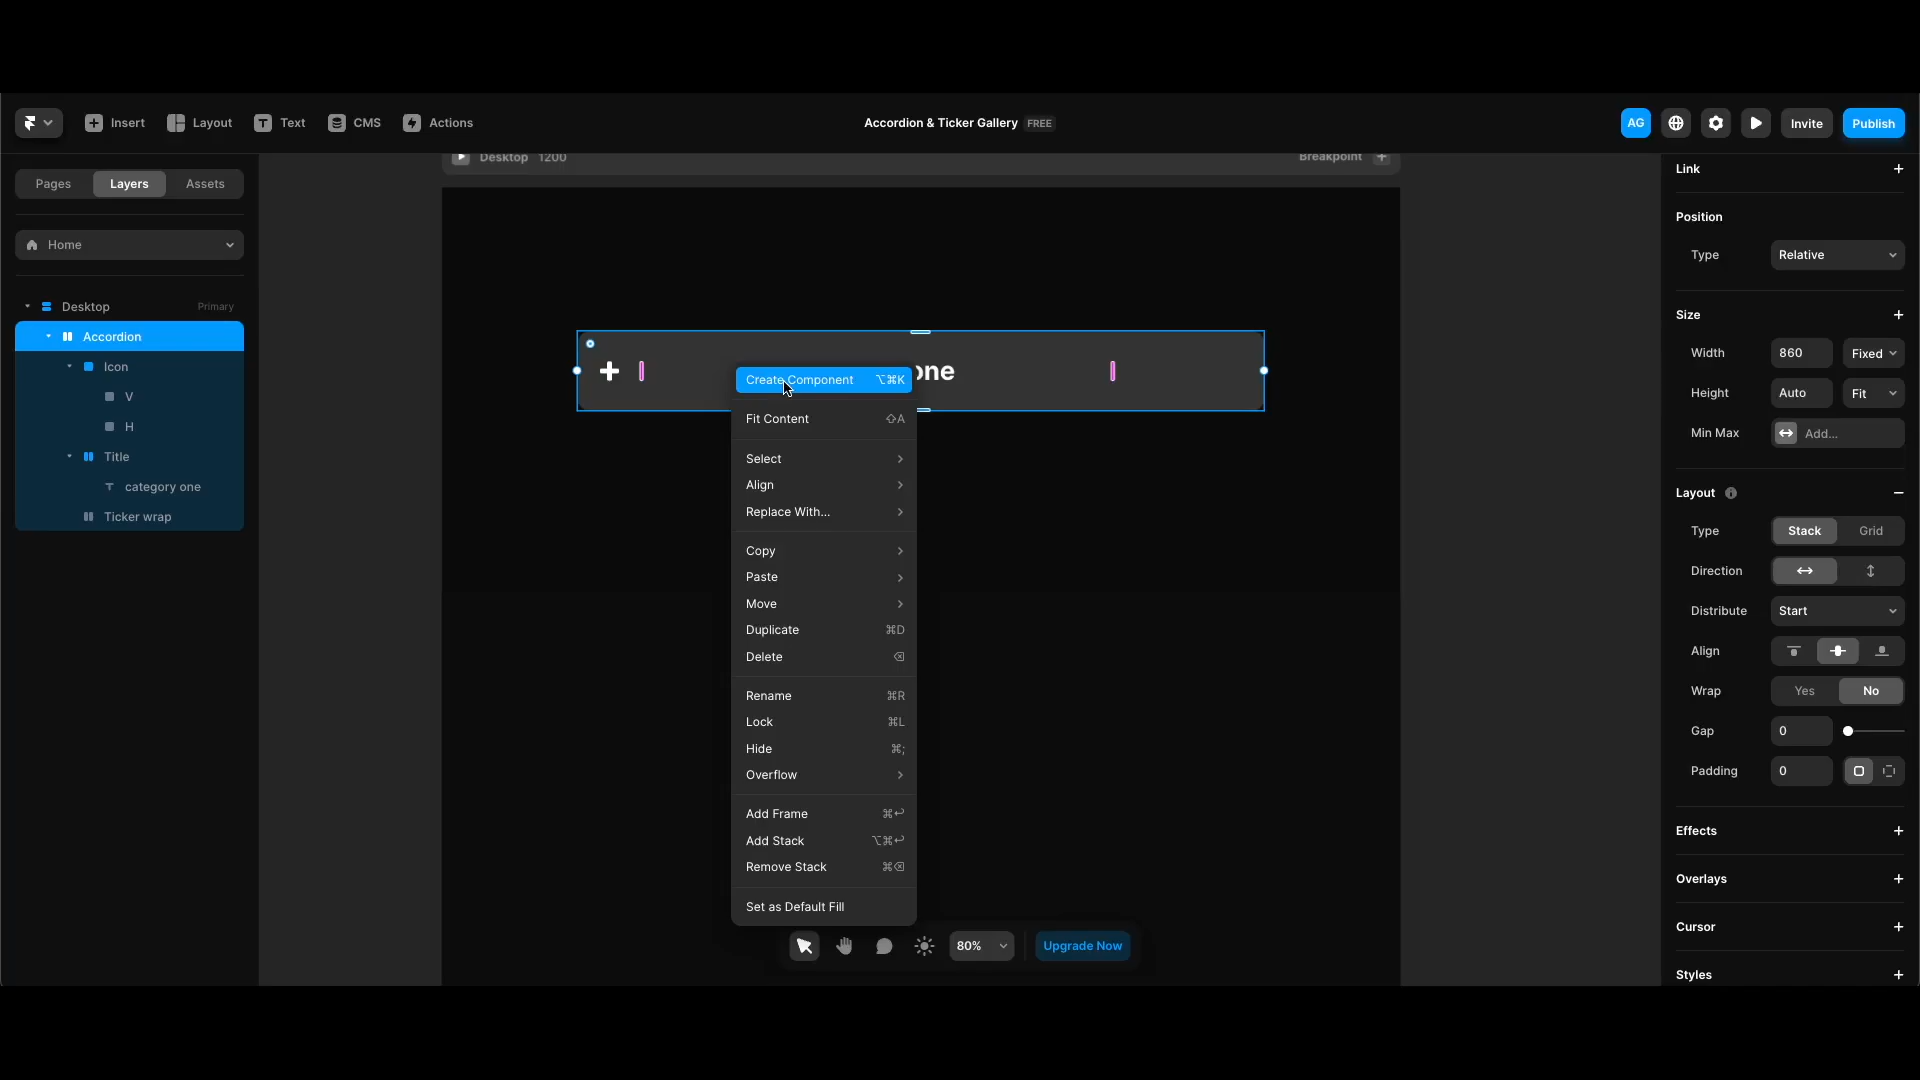 Insert
Layout
Text
CMS
Actions
Accordion & Ticker Gallery FREE
AG
Invite
Publish
Pages
Layers
Assets
Home
Desktop Primary
Accordion
Icon
V
H
Title
category one
Ticker wrap
Desktop 1200
Breakpoint
one
Create Component ⌥⌘K
Fit Content ⇧A
Select
Align
Replace With...
Copy
Paste
Move
Duplicate ⌘D
Delete ⌫
Rename ⌘R
Lock ⌘L
Hide ⌘;
Overflow
Add Frame ⌘↩
Add Stack ⌥⌘↩
Remove Stack ⌘⌫
Set as Default Fill
80%
Upgrade Now
Link
Position
Type Relative
Size
Width 860 Fixed
Height Auto Fit
Min Max Add...
Layout
Type Stack Grid
Direction
Distribute Start
Align
Wrap Yes No
Gap 0
Padding 0
Effects
Overlays
Cursor
Styles